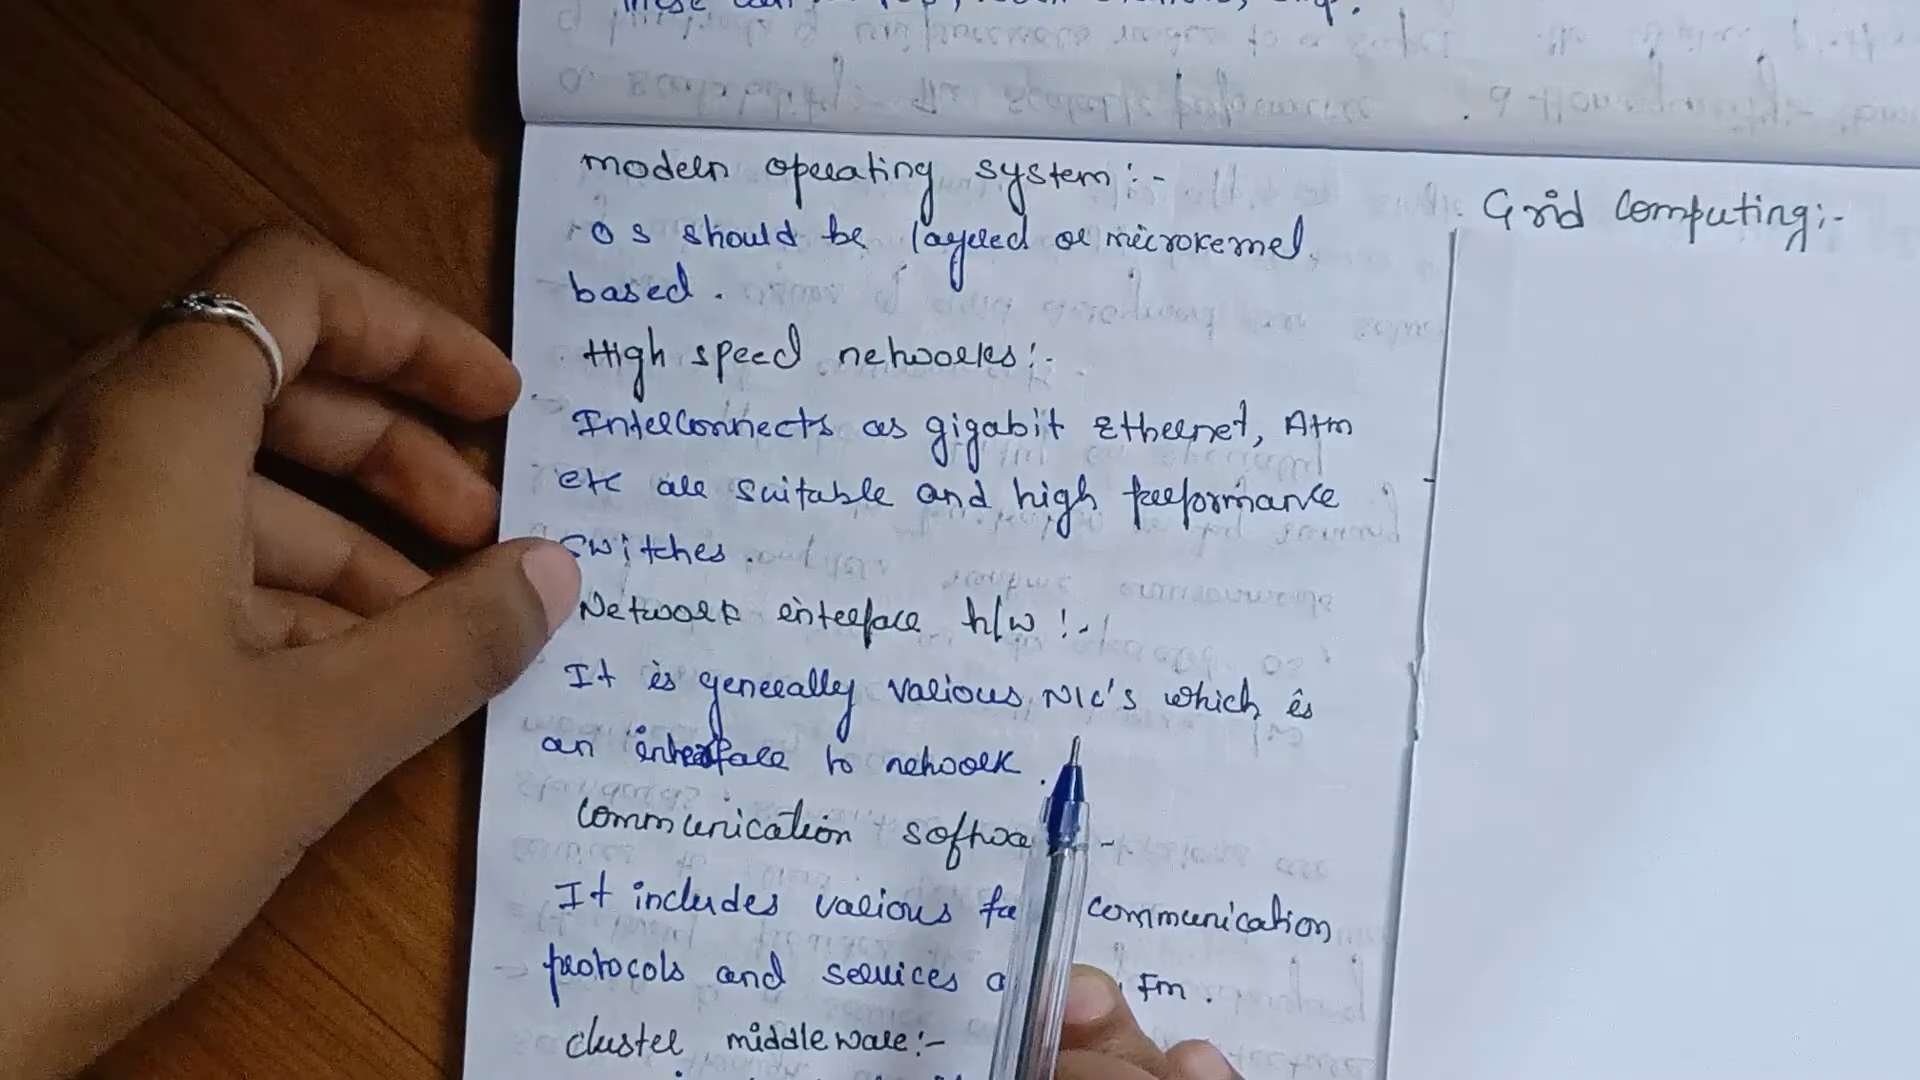 modern operating system :-
OS should be layered or microkernel
based.
High speed networks :-
Interconnects as gigabit Ethernet, Atm
etc are suitable and high performance
switches.
Network interface h/w :-
It is generally various NIC's which is
an interface to network.
communication
It includes various communication
protocols and services Fm.
cluster middleware :-
Grid computing :-